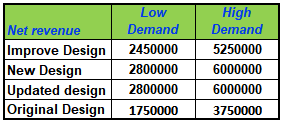 Net revenue Low Demand High Demand
Improve Design 2450000 5250000
New Design 2800000 6000000
Updated design 2800000 6000000
Original Design 1750000 3750000